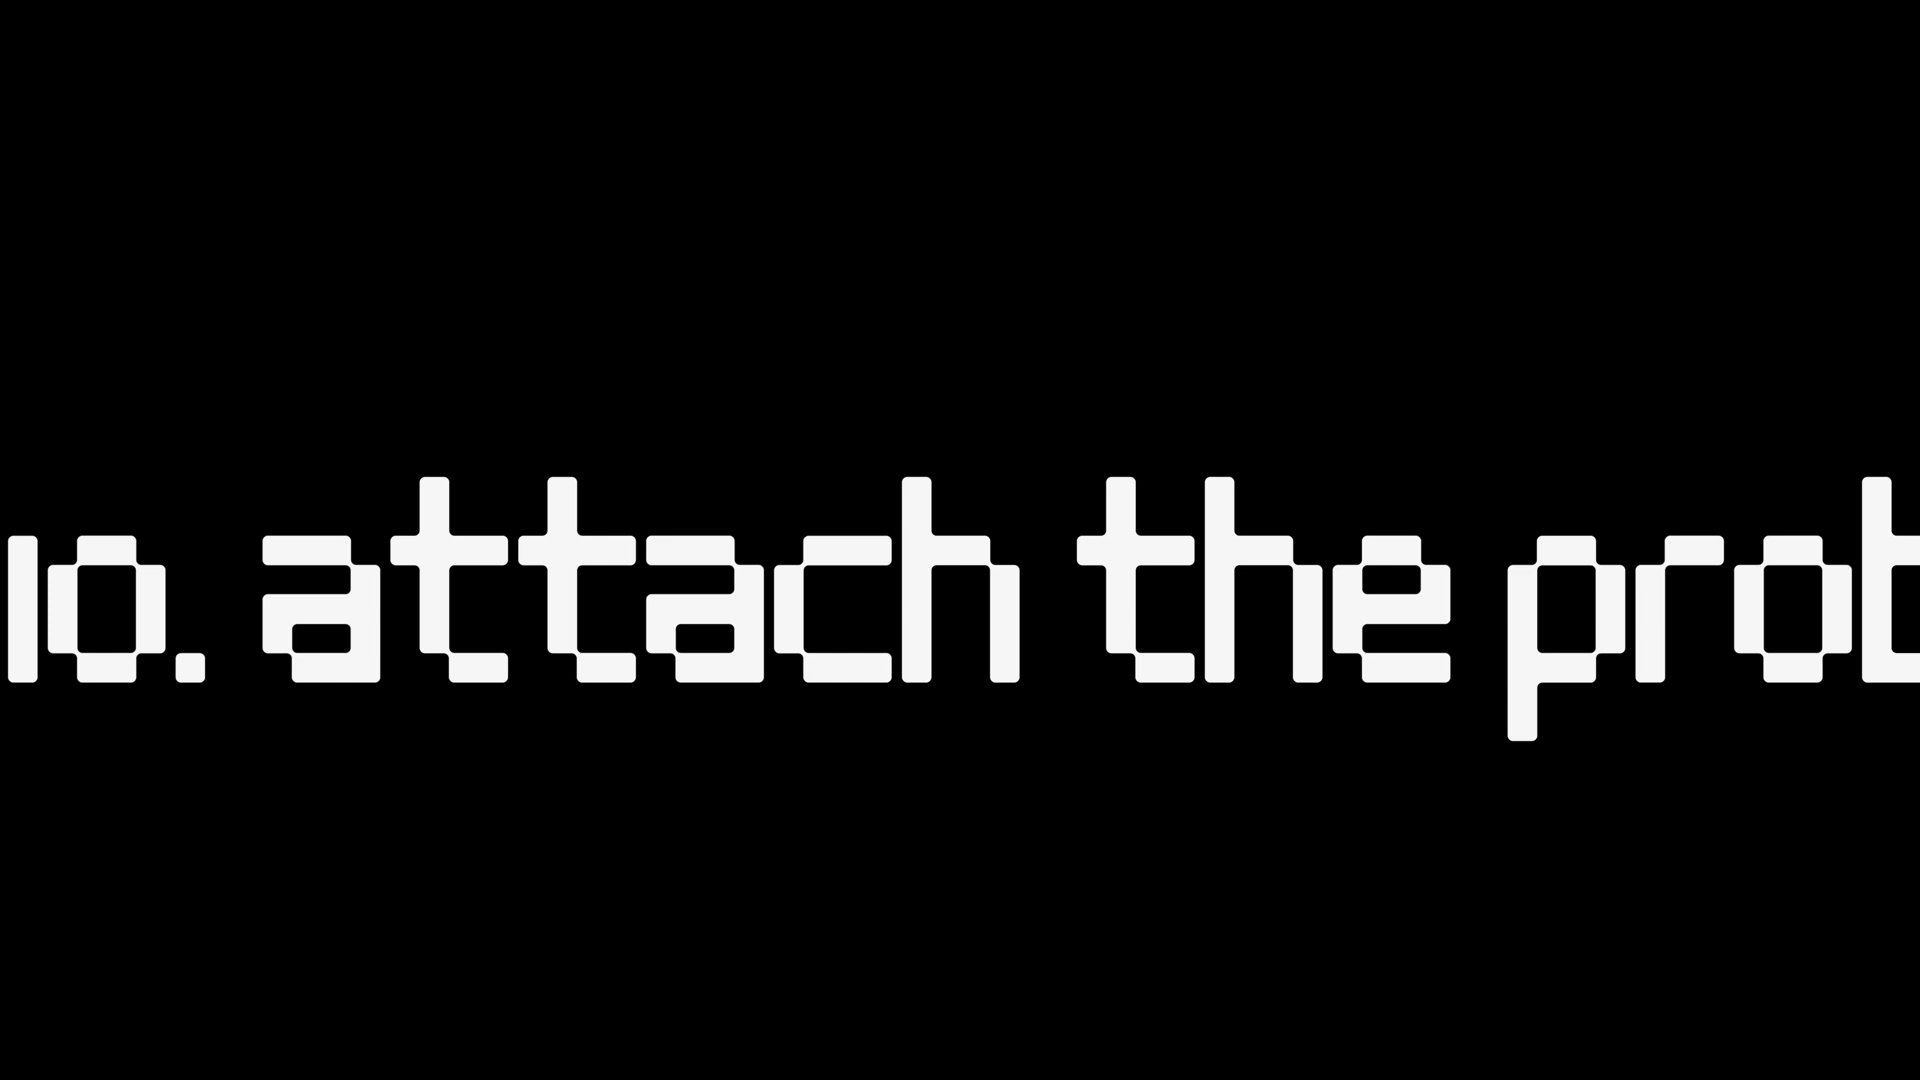 10. attach the prob